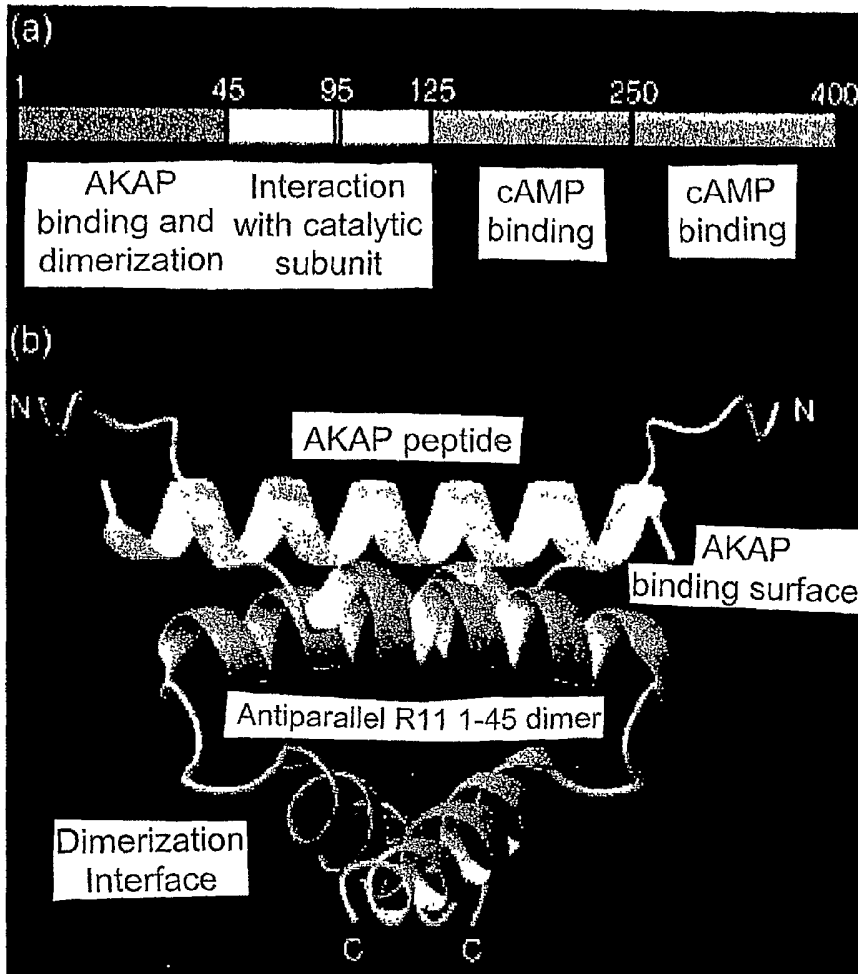 (a)
1 45 95 125 250 400
AKAP
binding and
dimerization
Interaction
with catalytic
subunit
cAMP
binding
cAMP
binding
(b)
N
N
AKAP peptide
AKAP
binding surface
Antiparallel R11 1-45 dimer
Dimerization
Interface
C
C